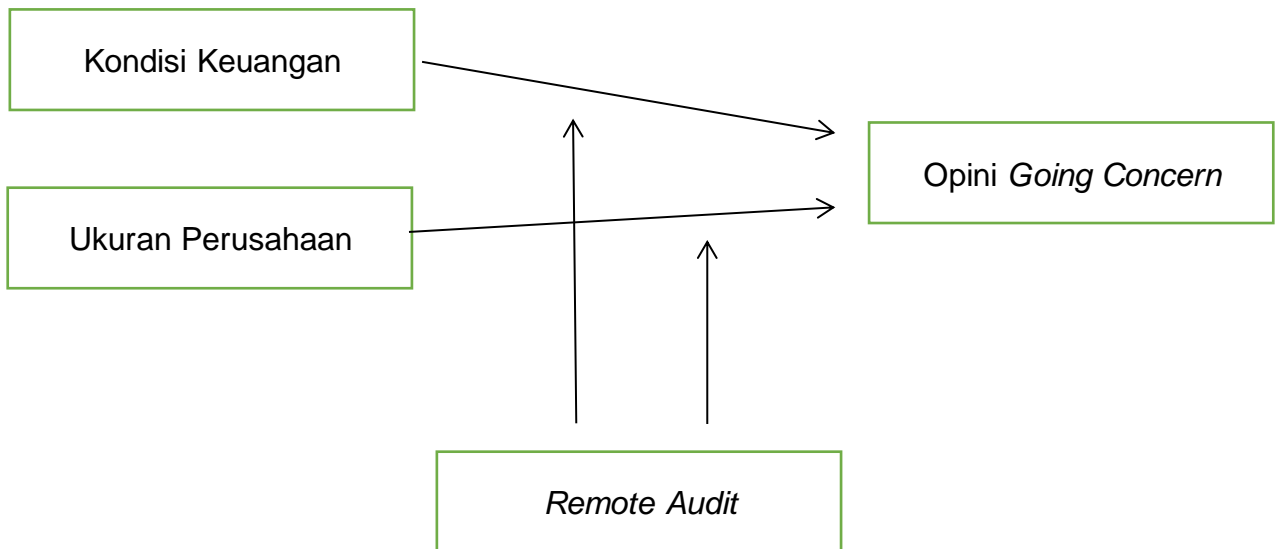 Kondisi Keuangan
Opini Going Concern
Ukuran Perusahaan
Remote Audit